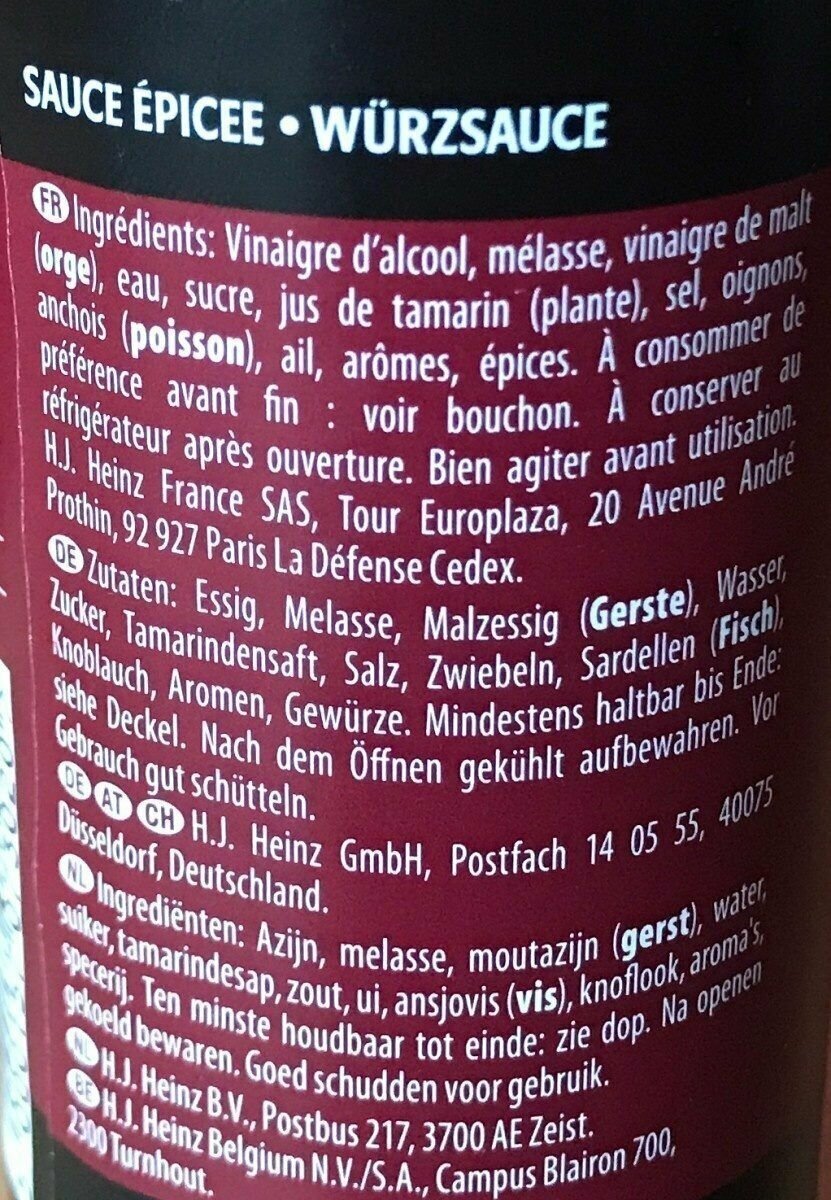 SAUCE ÉPICEE • WÜRZSAUCE
FR Ingrédients: Vinaigre d'alcool, mélasse, vinaigre de malt
(orge), eau, sucre, jus de tamarin (plante), sel, oignons,
anchois (poisson), ail, arômes, épices. À consommer de
préférence avant fin : voir bouchon. À conserver au
réfrigérateur après ouverture. Bien agiter avant utilisation.
H.J. Heinz France SAS, Tour Europlaza, 20 Avenue André
Prothin, 92 927 Paris La Défense Cedex.
DE Zutaten: Essig, Melasse, Malzessig (Gerste), Wasser,
Zucker, Tamarindensaft, Salz, Zwiebeln, Sardellen (Fisch),
Knoblauch, Aromen, Gewürze. Mindestens haltbar bis Ende:
siehe Deckel. Nach dem Öffnen gekühlt aufbewahren. Vor
Gebrauch gut schütteln.
DE AT CH H.J. Heinz GmbH, Postfach 14 05 55, 40075
Düsseldorf, Deutschland.
NL Ingrediënten: Azijn, melasse, moutazijn (gerst), water,
suiker, tamarindesap, zout, ui, ansjovis (vis), knoflook, aroma's,
specerij. Ten minste houdbaar tot einde: zie dop. Na openen
gekoeld bewaren. Goed schudden voor gebruik.
NL H.J. Heinz B.V., Postbus 217, 3700 AE Zeist.
BE H.J. Heinz Belgium N.V./S.A., Campus Blairon 700,
2300 Turnhout.